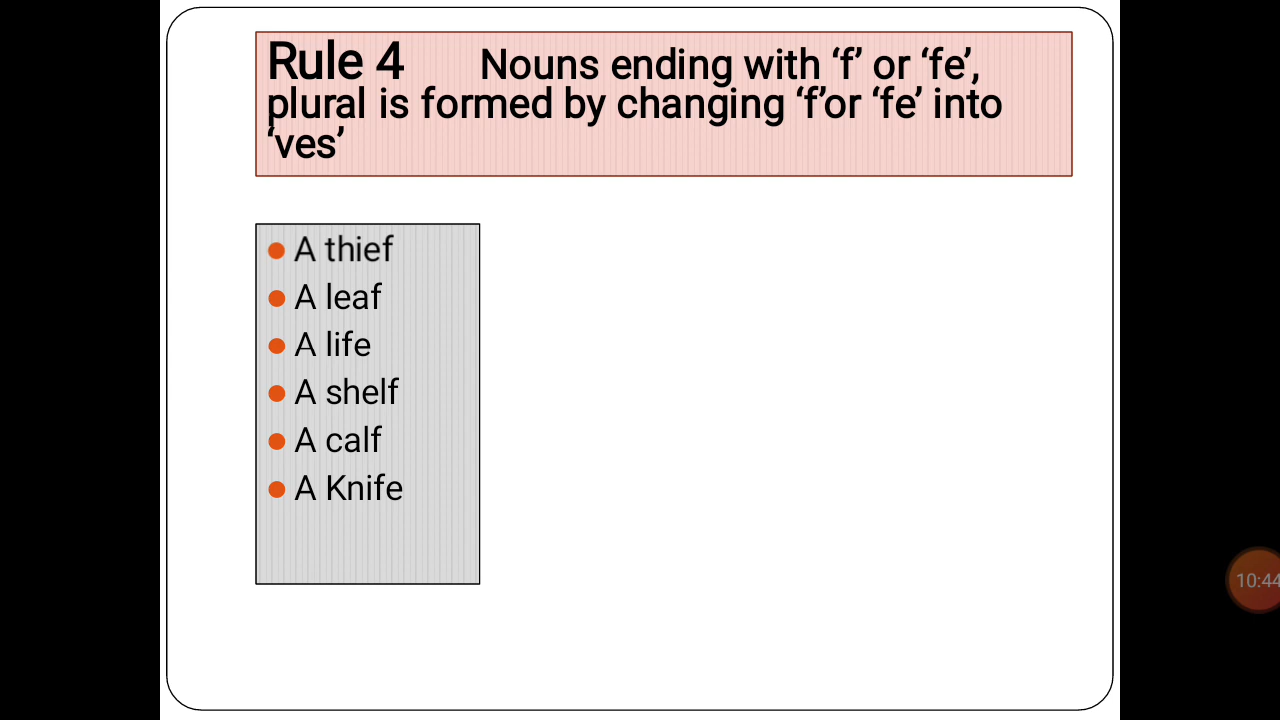 Rule 4 Nouns ending with ‘f’ or ‘fe’,
plural is formed by changing ‘f’or ‘fe’ into
‘ves’
A thief
A leaf
A life
A shelf
A calf
A Knife
10:44